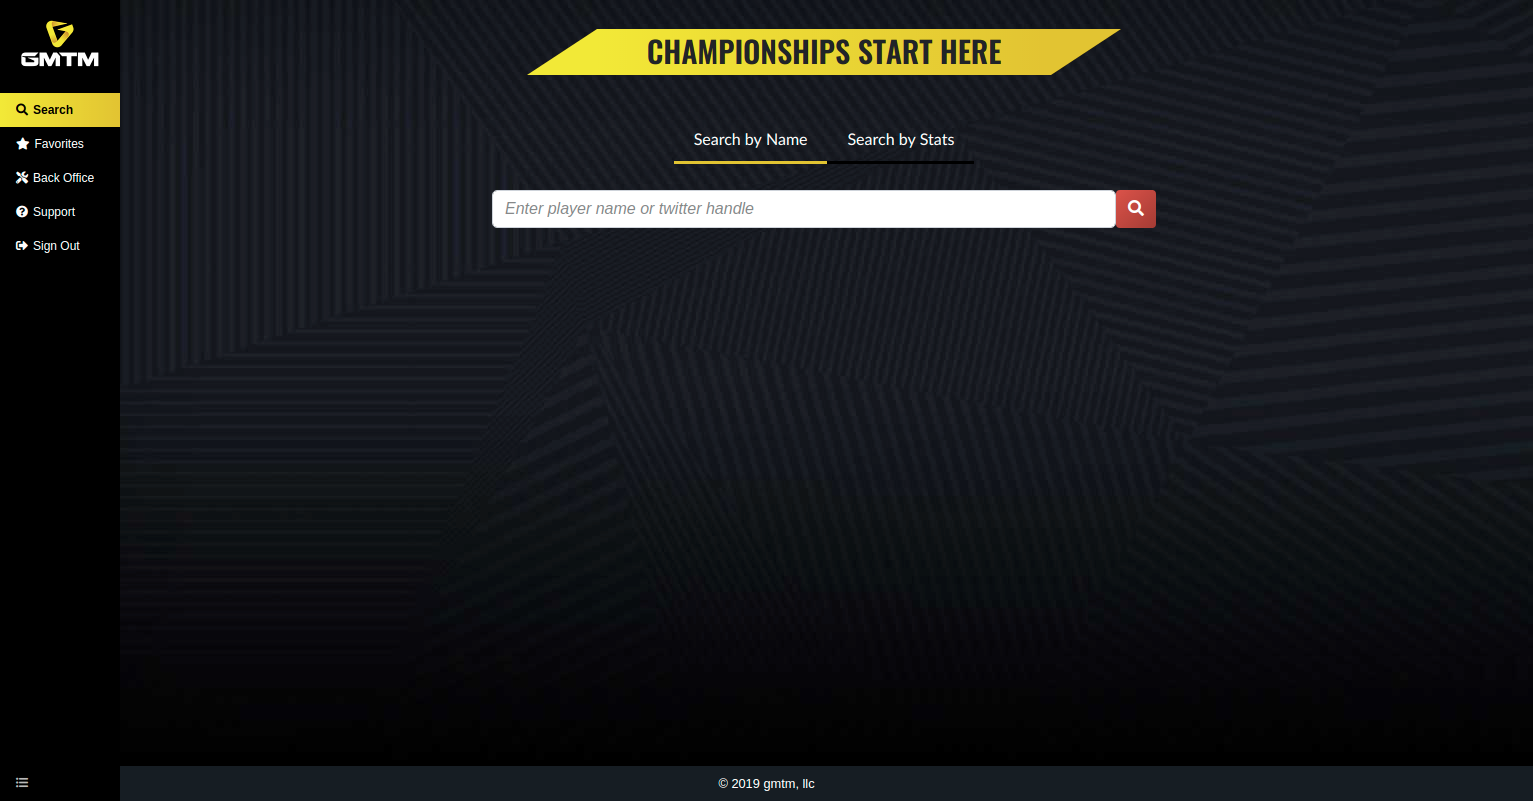 GMTM
Search
Favorites
Back Office
Support
Sign Out
CHAMPIONSHIPS START HERE
Search by Name
Search by Stats
Enter player name or twitter handle
© 2019 gmtm, llc